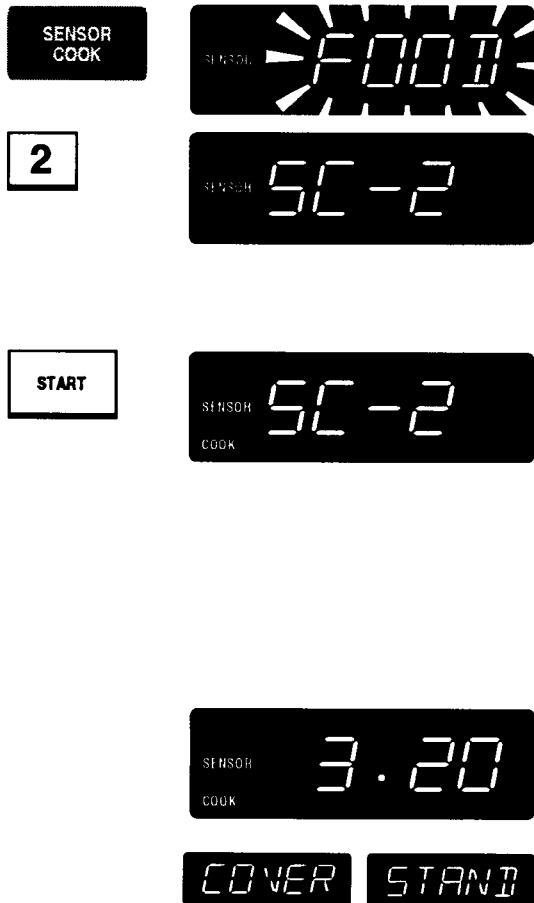 SENSOR
COOK
SENSOR FOOD
2
SENSOR SC-2
START
SENSOR SC-2
COOK
SENSOR 3.20
COOK
COVER STAND